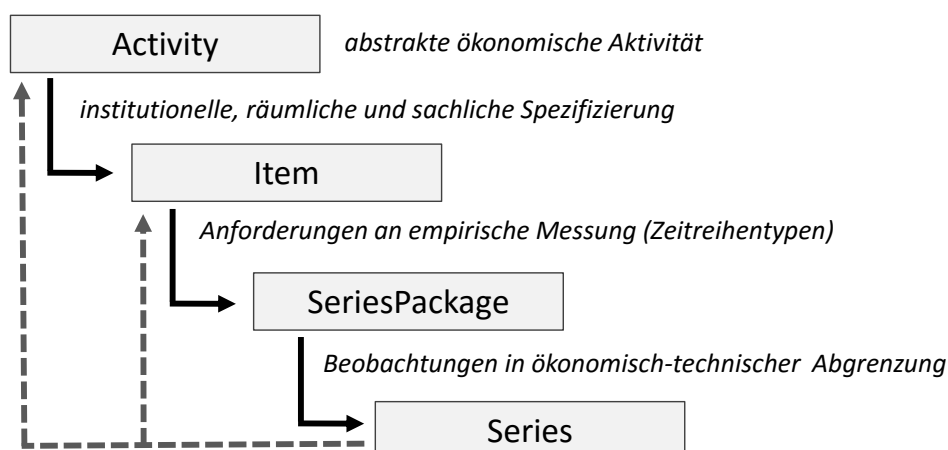 Activity
abstrakte ökonomische Aktivität
institutionelle, räumliche und sachliche Spezifizierung
Item
Anforderungen an empirische Messung (Zeitreihentypen)
SeriesPackage
Beobachtungen in ökonomisch-technischer Abgrenzung
Series